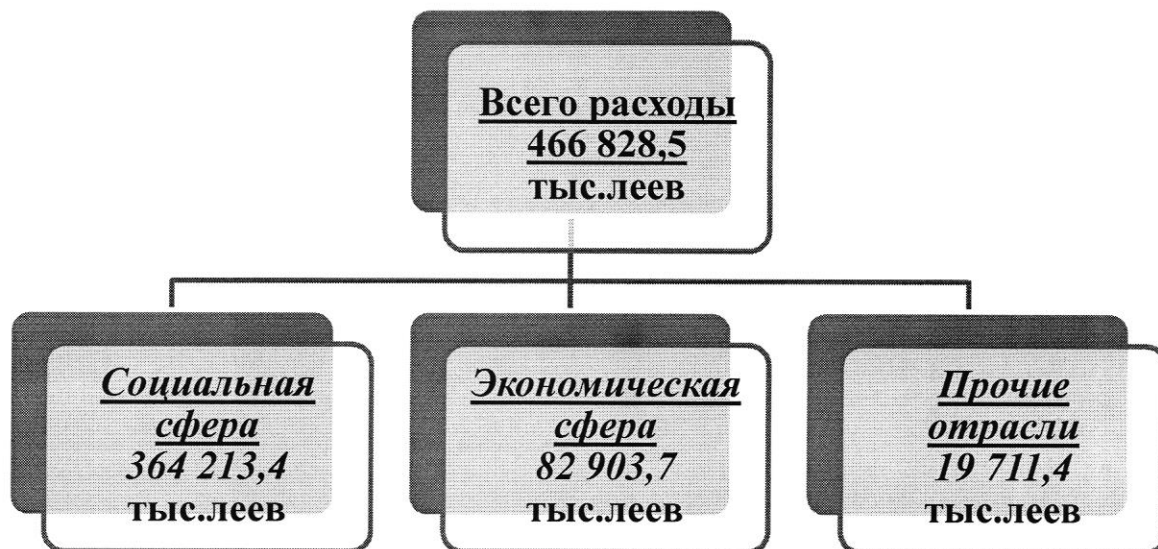 Всего расходы
466 828,5
тыс.леев
Социальная
сфера
364 213,4
тыс.леев
Экономическая
сфера
82 903,7
тыс.леев
Прочие
отрасли
19 711,4
тыс.леев